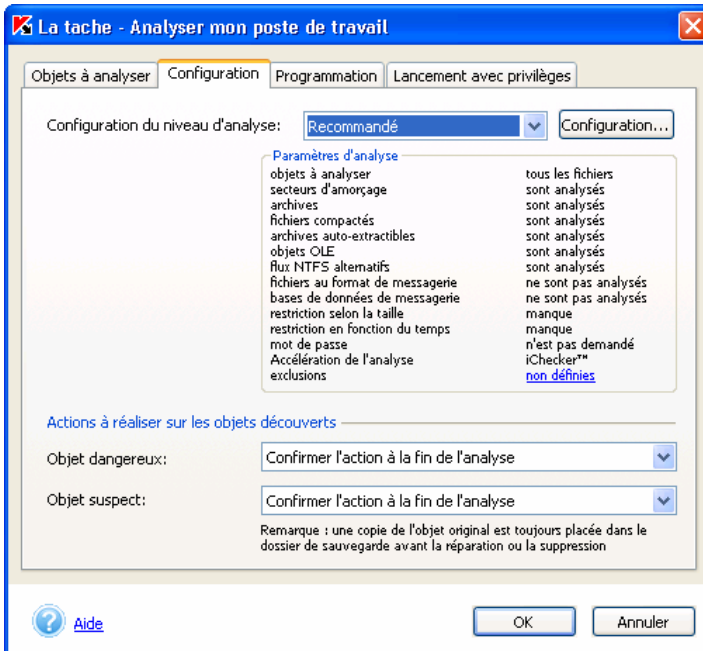 La tache - Analyser mon poste de travail
Objets à analyser Configuration Programmation Lancement avec privilèges
Configuration du niveau d'analyse: Recommandé Configuration...
Paramètres d'analyse
objets à analyser tous les fichiers
secteurs d'amorçage sont analysés
archives sont analysés
fichiers compactés sont analysés
archives auto-extractibles sont analysés
objets OLE sont analysés
flux NTFS alternatifs sont analysés
fichiers au format de messagerie ne sont pas analysés
bases de données de messagerie ne sont pas analysés
restriction selon la taille manque
restriction en fonction du temps manque
mot de passe n'est pas demandé
Accélération de l'analyse iChecker™
exclusions non définies
Actions à réaliser sur les objets découverts
Objet dangereux: Confirmer l'action à la fin de l'analyse
Objet suspect: Confirmer l'action à la fin de l'analyse
Remarque : une copie de l'objet original est toujours placée dans le
dossier de sauvegarde avant la réparation ou la suppression
Aide OK Annuler